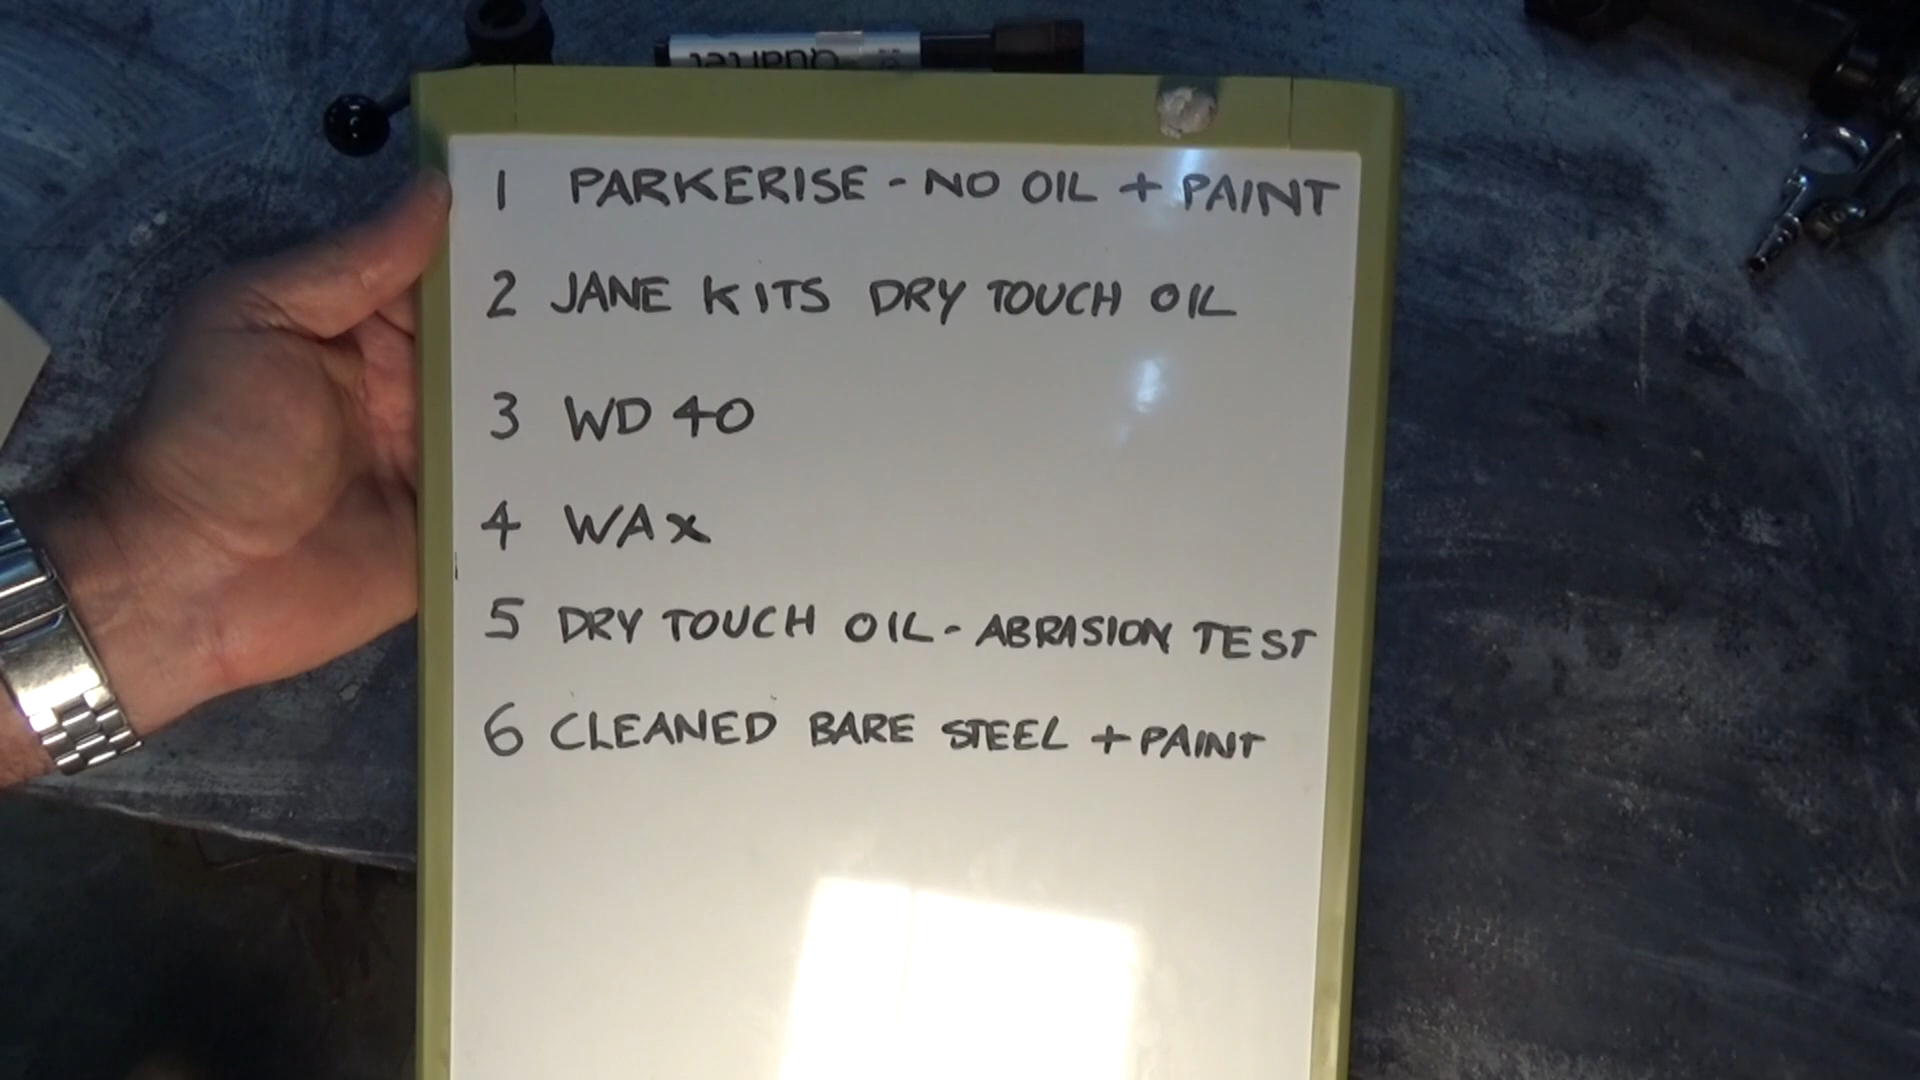 Quartet
1 PARKERISE - NO OIL + PAINT
2 JANE KITS DRY TOUCH OIL
3 WD 40
4 WAX
5 DRY TOUCH OIL - ABRASION TEST
6 CLEANED BARE STEEL + PAINT